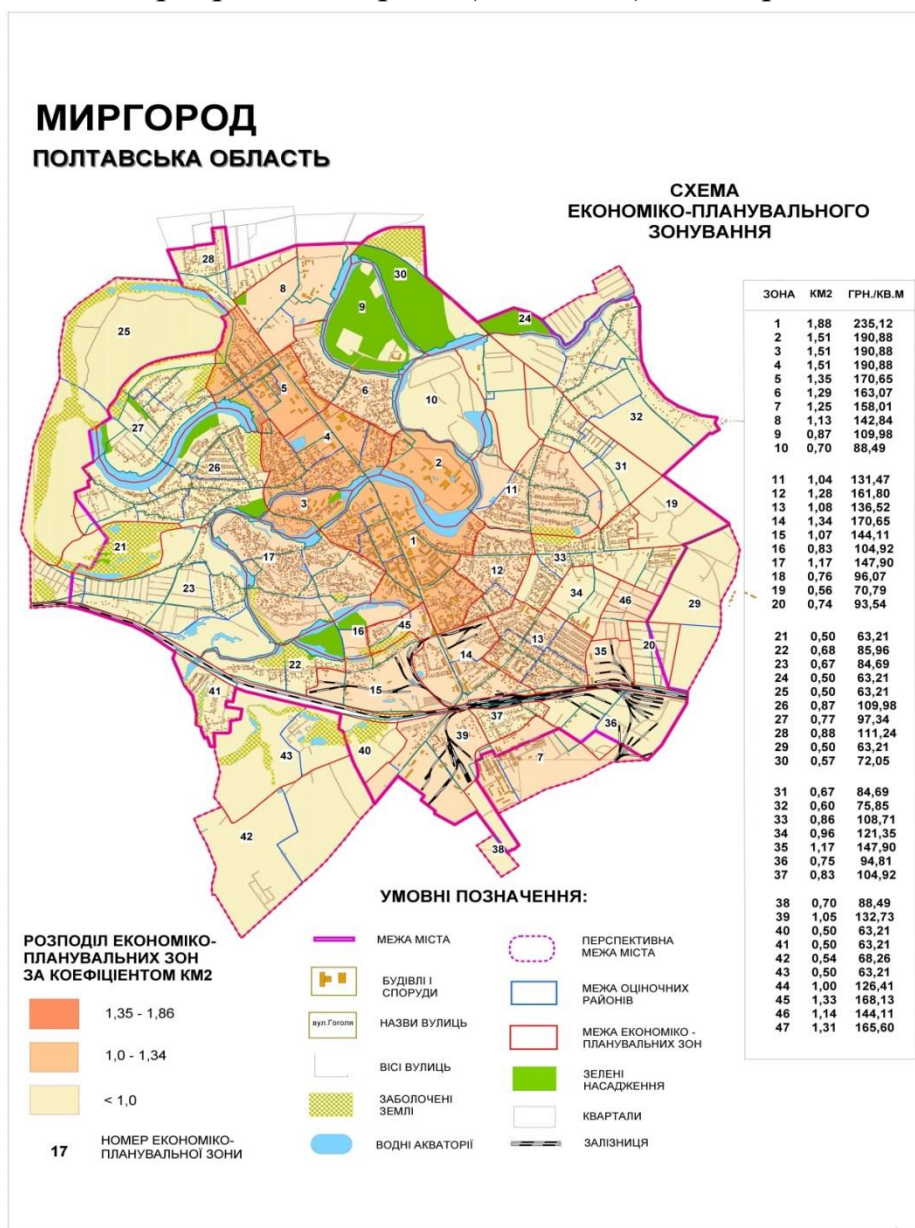 МИРГОРОД
ПОЛТАВСЬКА ОБЛАСТЬ
СХЕМА
ЕКОНОМІКО-ПЛАНУВАЛЬНОГО
ЗОНУВАННЯ
ЗОНА КМ2 ГРН./КВ.М
1 1,88 235,12
2 1,51 190,88
3 1,51 190,88
4 1,51 190,88
5 1,35 170,65
6 1,29 163,07
7 1,25 158,01
8 1,13 142,84
9 0,87 109,98
10 0,70 88,49
11 1,04 131,47
12 1,28 161,80
13 1,08 136,52
14 1,34 170,65
15 1,07 144,11
16 0,83 104,92
17 1,17 147,90
18 0,76 96,07
19 0,56 70,79
20 0,74 93,54
21 0,50 63,21
22 0,68 85,96
23 0,67 84,69
24 0,50 63,21
25 0,50 63,21
26 0,87 109,98
27 0,77 97,34
28 0,88 111,24
29 0,50 63,21
30 0,57 72,05
31 0,67 84,69
32 0,60 75,85
33 0,86 108,71
34 0,96 121,35
35 1,17 147,90
36 0,75 94,81
37 0,83 104,92
38 0,70 88,49
39 1,05 132,73
40 0,50 63,21
41 0,50 63,21
42 0,54 68,26
43 0,50 63,21
44 1,00 126,41
45 1,33 168,13
46 1,14 144,11
47 1,31 165,60
28
8
30
9
24
25
5
6
10
32
27
4
31
26
2
11
3
19
21
17
1
33
12
23
34
46
29
16
45
13
20
22
14
35
15
41
37
36
39
43
40
7
42
38
УМОВНІ ПОЗНАЧЕННЯ:
РОЗПОДІЛ ЕКОНОМІКО-
ПЛАНУВАЛЬНИХ ЗОН
ЗА КОЕФІЦІЄНТОМ КМ2
1,35 - 1,86
1,0 - 1,34
< 1,0
17 НОМЕР ЕКОНОМІКО-
ПЛАНУВАЛЬНОЇ ЗОНИ
МЕЖА МІСТА
БУДІВЛІ І
СПОРУДИ
вул.Гоголя НАЗВИ ВУЛИЦЬ
ВІСІ ВУЛИЦЬ
ЗАБОЛОЧЕНІ
ЗЕМЛІ
ВОДНІ АКВАТОРІЇ
ПЕРСПЕКТИВНА
МЕЖА МІСТА
МЕЖА ОЦІНОЧНИХ
РАЙОНІВ
МЕЖА ЕКОНОМІКО -
ПЛАНУВАЛЬНИХ ЗОН
ЗЕЛЕНІ
НАСАДЖЕННЯ
КВАРТАЛИ
ЗАЛІЗНИЦЯ